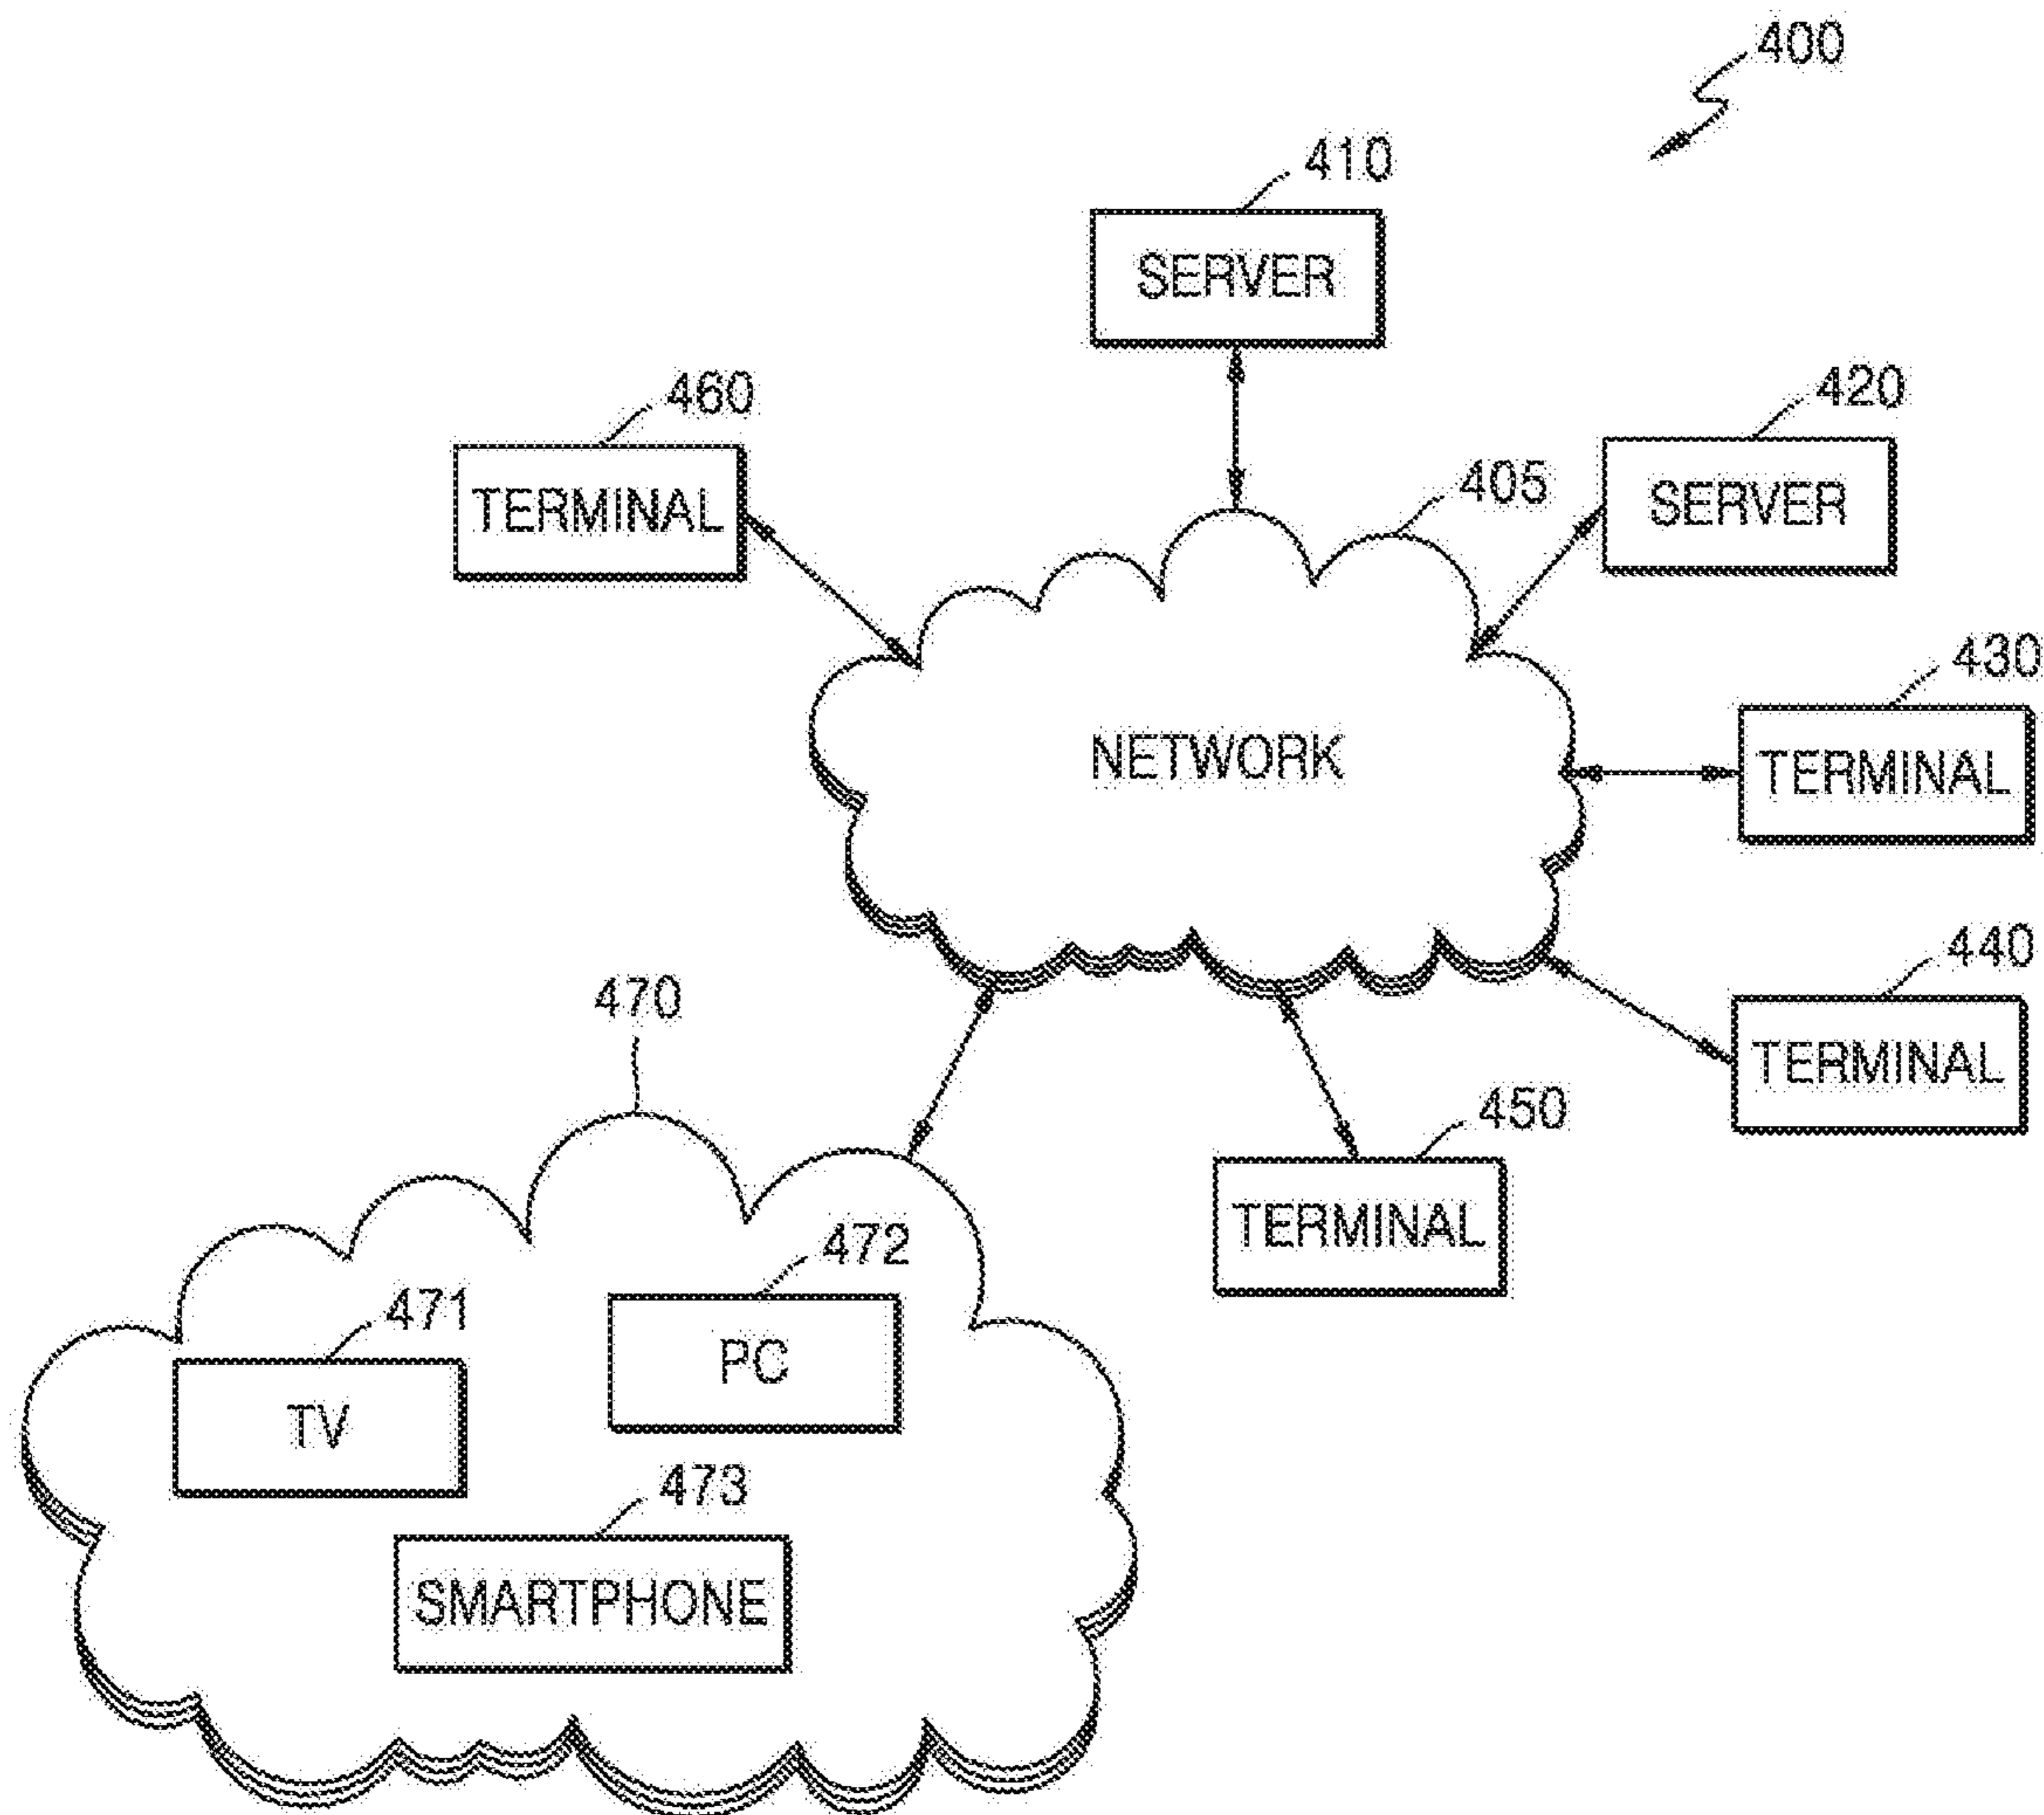 400
410
SERVER
460
TERMINAL
420
SERVER
405
430
NETWORK
TERMINAL
440
TERMINAL
470
450
TERMINAL
472
PC
471
TV
473
SMARTPHONE